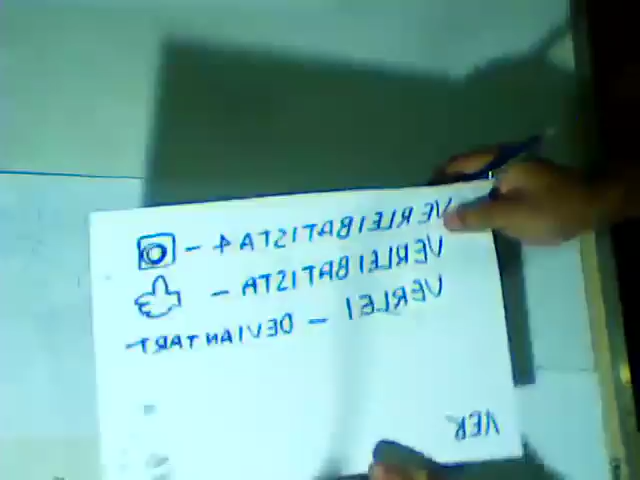 VERLEIBATISTA4 -
VERLEIBATISTA -
VERLEI - DEVIANTART
VER